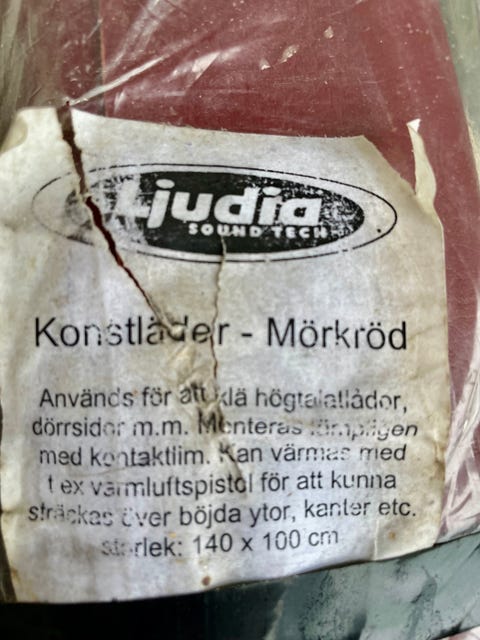 Ljudia
SOUND TECH
Konstläder - Mörkröd
Används för att klä högtalarlådor,
dörrsidor m.m. Monteras lämpligen
med kontaktlim. Kan värmas med
t ex varmluftspistol för att kunna
sträckas över böjda ytor, kanter etc.
storlek: 140 x 100 cm